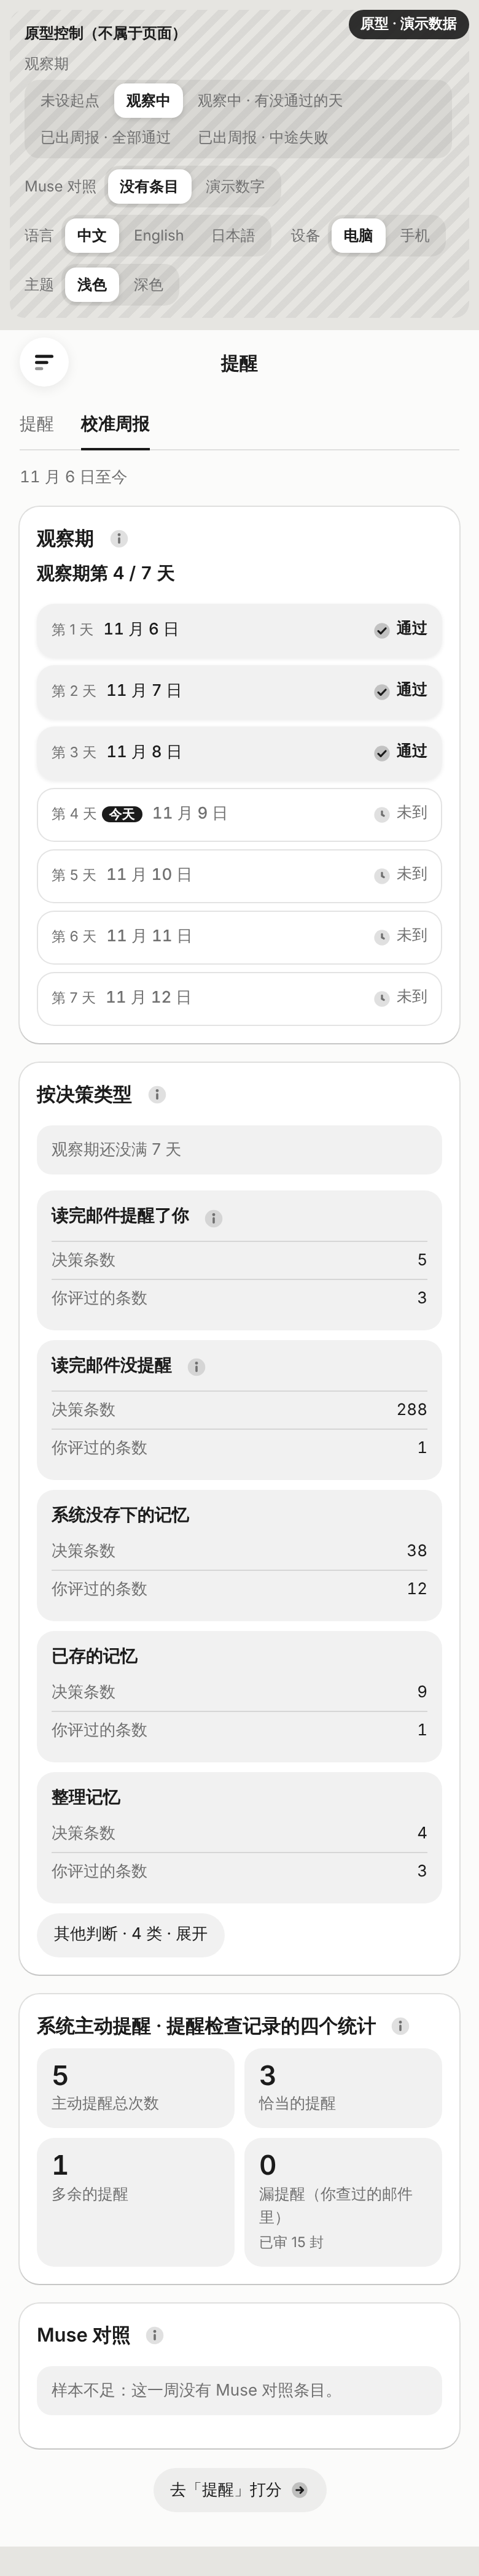 原型 · 演示数据
原型控制（不属于页面）
观察期
未设起点 观察中 观察中 · 有没通过的天
已出周报 · 全部通过 已出周报 · 中途失败
Muse 对照 没有条目 演示数字
语言 中文 English 日本語 设备 电脑 手机
主题 浅色 深色
提醒
提醒 校准周报
11 月 6 日至今
观察期
观察期第 4 / 7 天
第 1 天 11 月 6 日 通过
第 2 天 11 月 7 日 通过
第 3 天 11 月 8 日 通过
第 4 天 今天 11 月 9 日 未到
第 5 天 11 月 10 日 未到
第 6 天 11 月 11 日 未到
第 7 天 11 月 12 日 未到
按决策类型
观察期还没满 7 天
读完邮件提醒了你
决策条数 5
你评过的条数 3
读完邮件没提醒
决策条数 288
你评过的条数 1
系统没存下的记忆
决策条数 38
你评过的条数 12
已存的记忆
决策条数 9
你评过的条数 1
整理记忆
决策条数 4
你评过的条数 3
其他判断 · 4 类 · 展开
系统主动提醒 · 提醒检查记录的四个统计
5 3
主动提醒总次数 恰当的提醒
1 0
多余的提醒 漏提醒（你查过的邮件
里）
已审 15 封
Muse 对照
样本不足：这一周没有 Muse 对照条目。
去「提醒」打分